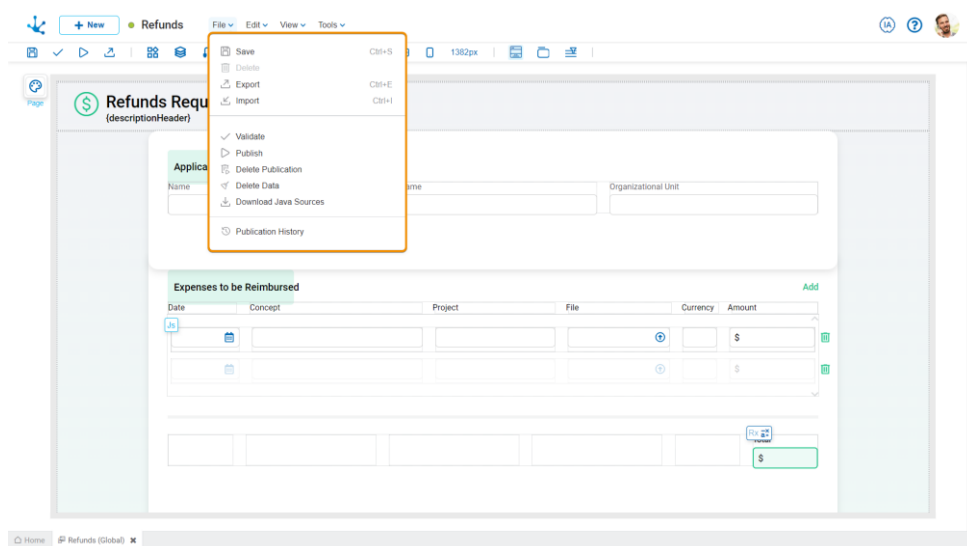 + New
Refunds
File
Edit
View
Tools
IA
?
1382px
Page
Save Ctrl+S
Delete
Export Ctrl+E
Import Ctrl+I
Validate
Publish
Delete Publication
Delete Data
Download Java Sources
Publication History
$ Refunds Requ
{descriptionHeader}
Applica
Name
ame
Organizational Unit
Expenses to be Reimbursed
Add
Date Concept Project File Currency Amount
Js
$
$
Rx
Total
$
Home
Refunds (Global)